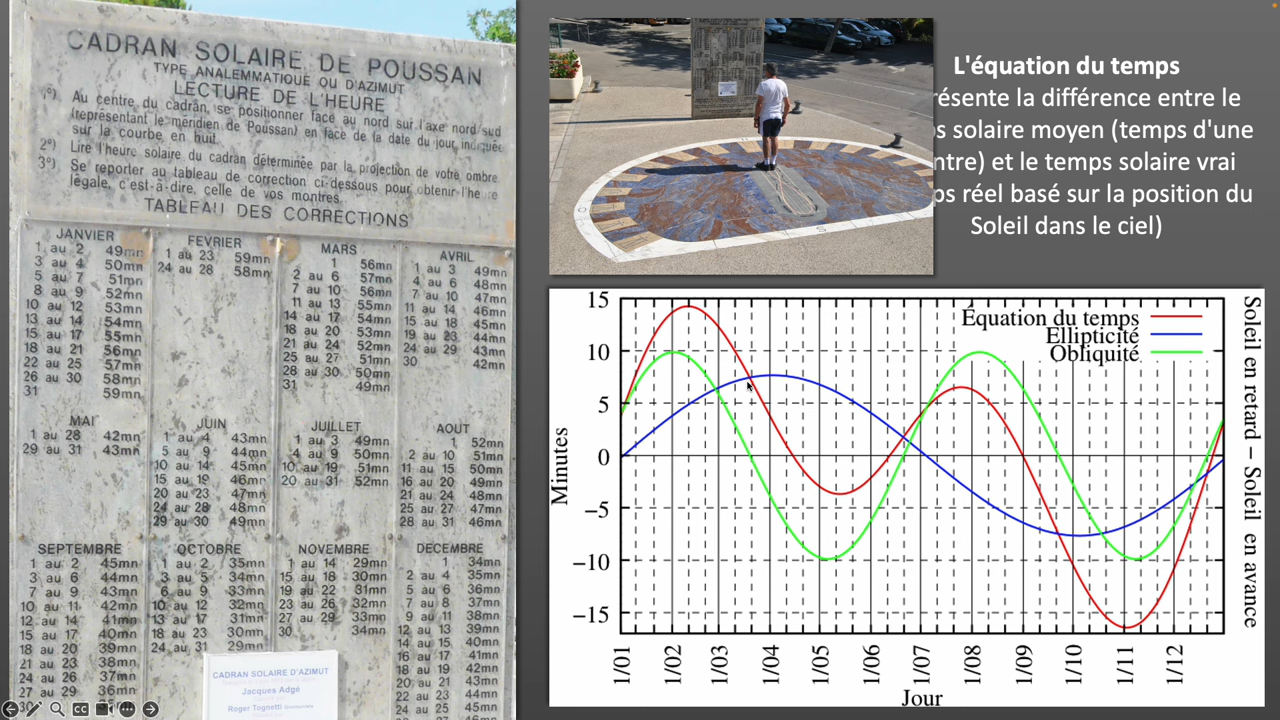 CADRAN SOLAIRE DE POUSSAN
TYPE ANALEMMATIQUE OU D'AZIMUT
LECTURE DE L'HEURE
1°) Au centre du cadran, se positionner face au nord sur l'axe nord/sud
(représentant le méridien de Poussan) en face de la date du jour indiquée
sur la courbe en huit
2°) Lire l'heure solaire du cadran déterminée par la projection de votre ombre
3°) Se reporter au tableau de correction ci-dessous pour obtenir l'heure
légale, c'est-à-dire, celle de vos montres.
TABLEAU DES CORRECTIONS
JANVIER
1 au 2 49mn
3 au 4 50mn
5 au 7 51mn
8 au 9 52mn
10 au 12 53mn
13 au 14 54mn
15 au 17 55mn
18 au 21 56mn
22 au 25 57mn
26 au 30 58mn
31 59mn
FEVRIER
1 au 23 59mn
24 au 28 58mn
MARS
1 56mn
2 au 6 57mn
7 au 10 56mn
11 au 13 55mn
14 au 17 54mn
18 au 20 53mn
21 au 24 52mn
25 au 27 51mn
28 au 30 50mn
31 49mn
AVRIL
1 au 3 49mn
4 au 6 48mn
7 au 10 47mn
11 au 14 46mn
15 au 18 45mn
19 au 23 44mn
24 au 29 43mn
30 42mn
MAI
1 au 28 42mn
29 au 31 43mn
JUIN
1 au 4 43mn
5 au 9 44mn
10 au 14 45mn
15 au 19 46mn
20 au 23 47mn
24 au 28 48mn
29 au 30 49mn
JUILLET
1 au 3 49mn
4 au 9 50mn
10 au 19 51mn
20 au 31 52mn
AOUT
1 52mn
2 au 10 51mn
11 au 15 50mn
16 au 20 49mn
21 au 24 48mn
25 au 27 47mn
28 au 31 46mn
SEPTEMBRE
1 au 2 45mn
3 au 6 44mn
7 au 9 43mn
10 au 11 42mn
12 au 14 41mn
15 au 17 40mn
18 au 20 39mn
21 au 23 38mn
24 au 26 37mn
27 au 29 36mn
OCTOBRE
1 au 2 35mn
3 au 5 34mn
6 au 9 33mn
10 au 12 32mn
13 au 17 31mn
18 au 23 30mn
24 au 31 29mn
NOVEMBRE
1 au 14 29mn
15 au 18 30mn
19 au 22 31mn
23 au 26 32mn
27 au 29 33mn
30 34mn
DECEMBRE
34mn
2 au 4 35mn
5 au 6 36mn
7 au 8 37mn
9 au 11 38mn
12 au 13 39mn
14 au 15 40mn
16 au 17 41mn
18 au 19 42mn
20 au 21 43mn
22 au 23 44mn
24 au 25 45mn
CADRAN SOLAIRE D'AZIMUT
Jacques Adgé
Roger Tognetti
L'équation du temps
résente la différence entre le
s solaire moyen (temps d'une
ntre) et le temps solaire vrai
ps réel basé sur la position du
Soleil dans le ciel)
Équation du temps
Ellipticité
Obliquité
15
10
5
0
−5
−10
−15
Minutes
1/01 1/02 1/03 1/04 1/05 1/06 1/07 1/08 1/09 1/10 1/11 1/12
Jour
Soleil en retard − Soleil en avance
CC